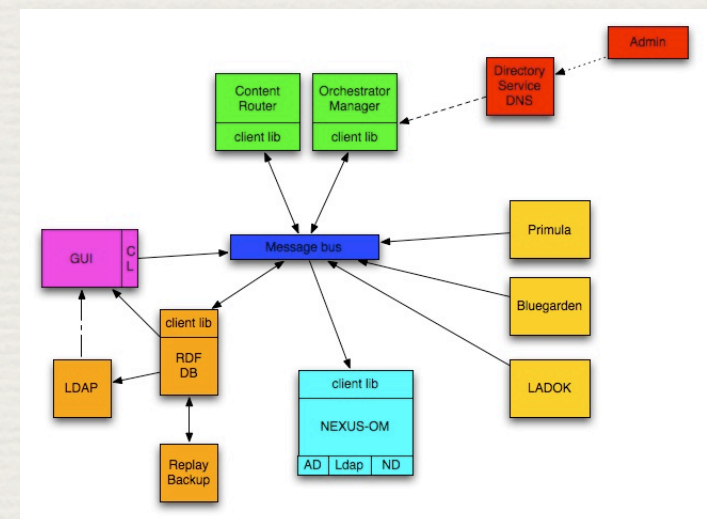 Admin
Directory
Service
DNS
Content
Router
client lib
Orchestrator
Manager
client lib
Message bus
Primula
GUI
C
L
Bluegarden
client lib
RDF
DB
LDAP
LADOK
client lib
NEXUS-OM
AD Ldap ND
Replay
Backup